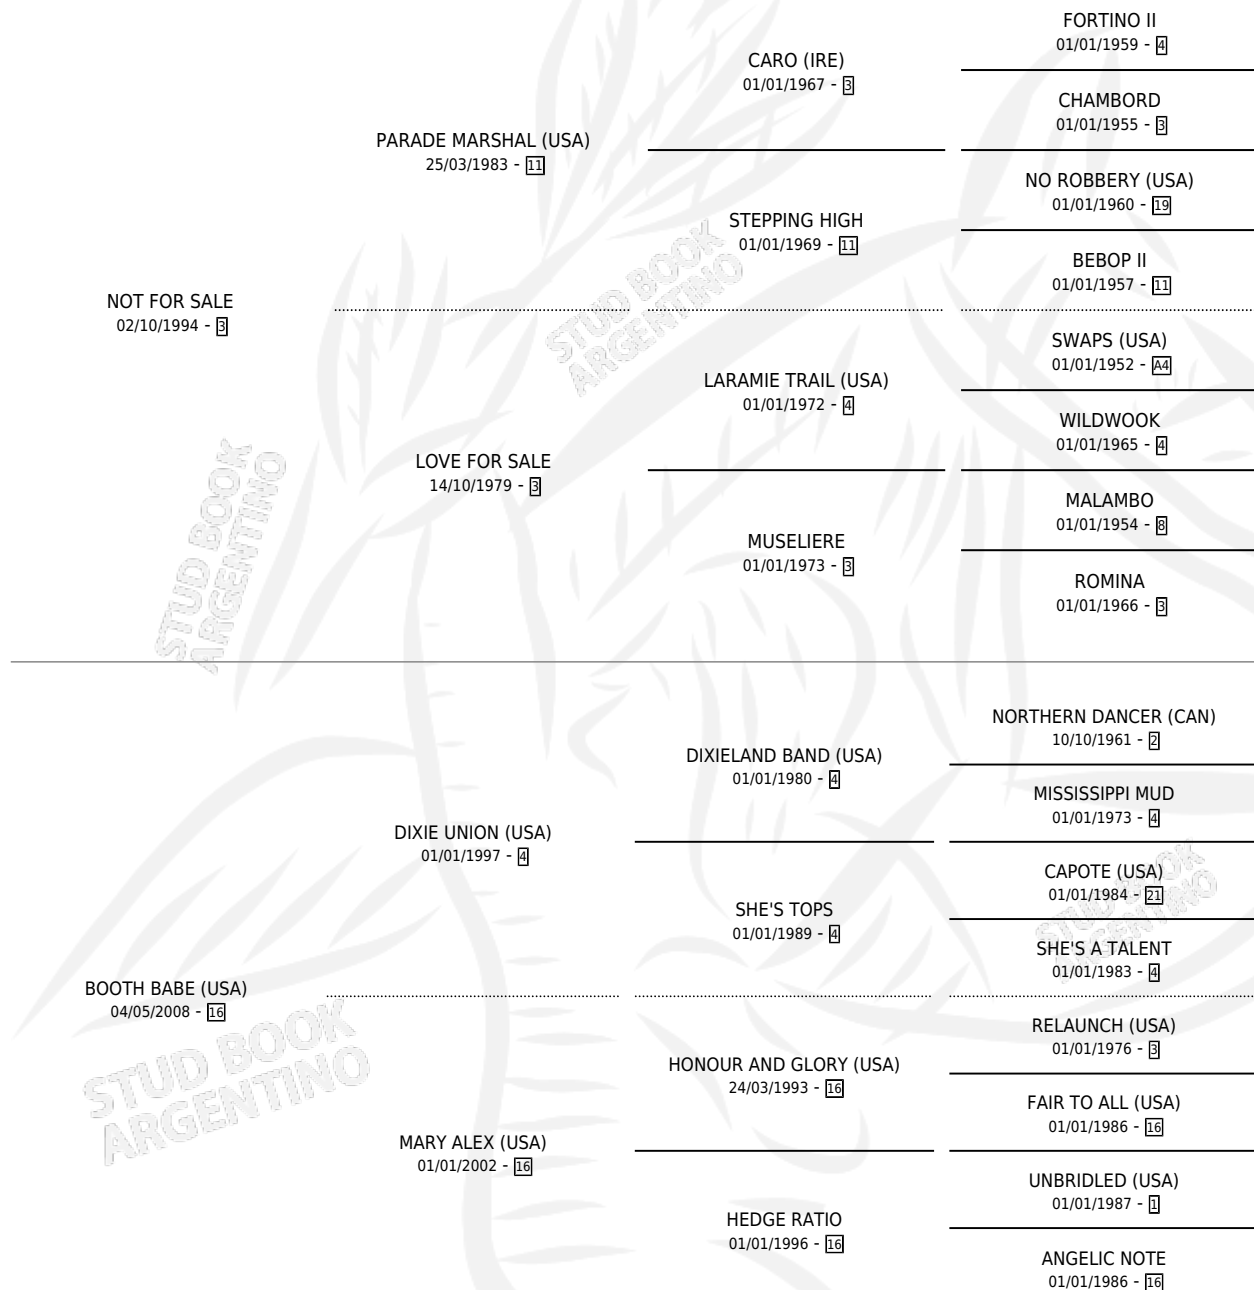 FORTINO II
01/01/1959 - 4
CARO (IRE)
01/01/1967 - 3
CHAMBORD
01/01/1955 - 3
PARADE MARSHAL (USA)
25/03/1983 - 11
NO ROBBERY (USA)
01/01/1960 - 19
STEPPING HIGH
01/01/1969 - 11
BEBOP II
01/01/1957 - 11
NOT FOR SALE
02/10/1994 - 3
SWAPS (USA)
01/01/1952 - A4
LARAMIE TRAIL (USA)
01/01/1972 - 4
WILDWOOK
01/01/1965 - 4
LOVE FOR SALE
14/10/1979 - 3
MALAMBO
01/01/1954 - 8
MUSELIERE
01/01/1973 - 3
ROMINA
01/01/1966 - 3
STUD BOOK
ARGENTINO
STUD BOOK
ARGENTINO
NORTHERN DANCER (CAN)
10/10/1961 - 2
DIXIELAND BAND (USA)
01/01/1980 - 4
MISSISSIPPI MUD
01/01/1973 - 4
DIXIE UNION (USA)
01/01/1997 - 4
CAPOTE (USA)
01/01/1984 - 21
SHE'S TOPS
01/01/1989 - 4
SHE'S A TALENT
01/01/1983 - 4
BOOTH BABE (USA)
04/05/2008 - 16
RELAUNCH (USA)
01/01/1976 - 3
HONOUR AND GLORY (USA)
24/03/1993 - 16
FAIR TO ALL (USA)
01/01/1986 - 16
MARY ALEX (USA)
01/01/2002 - 16
UNBRIDLED (USA)
01/01/1987 - 1
HEDGE RATIO
01/01/1996 - 16
ANGELIC NOTE
01/01/1986 - 16
STUD BOOK
ARGENTINO
STUD BOOK
ARGENTINO